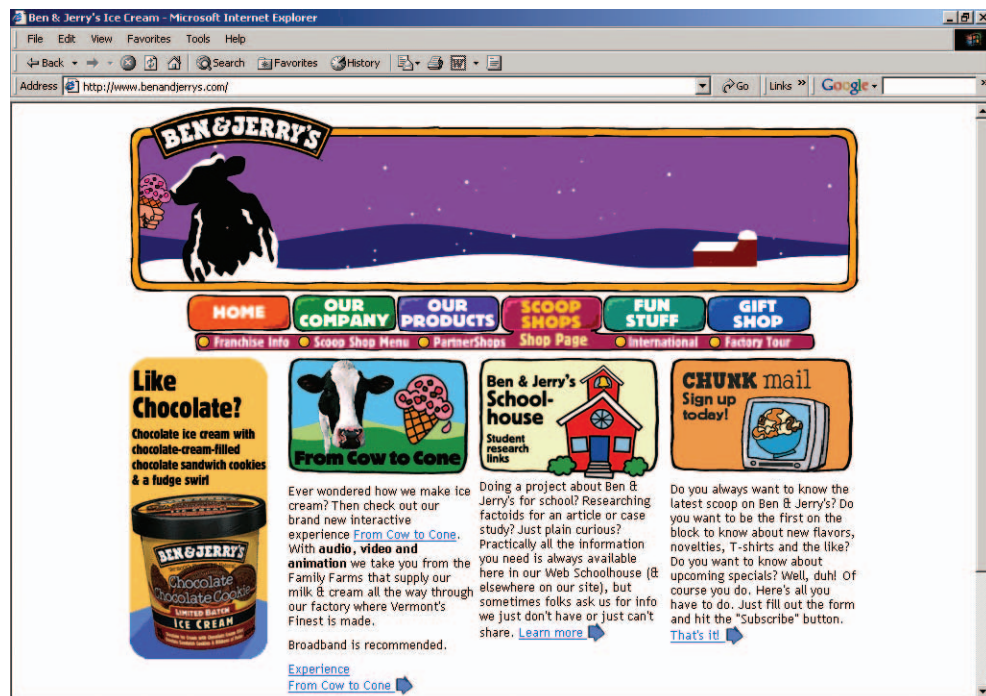 Ben & Jerry's Ice Cream - Microsoft Internet Explorer
File Edit View Favorites Tools Help
Back Search Favorites History
Address http://www.benandjerrys.com/ Go Links » Google
BEN & JERRY'S
HOME
OUR COMPANY
OUR PRODUCTS
SCOOP SHOPS
FUN STUFF
GIFT SHOP
Franchise Info Scoop Shop Menu PartnerShops Shop Page International Factory Tour
Like
Chocolate?
Chocolate ice cream with
chocolate-cream-filled
chocolate sandwich cookies
& a fudge swirl
BEN & JERRY'S
Chocolate
Chocolate Cookie
LIMITED BATCH
ICE CREAM
From Cow to Cone
Ever wondered how we make ice
cream? Then check out our
brand new interactive
experience From Cow to Cone.
With audio, video and
animation we take you from the
Family Farms that supply our
milk & cream all the way through
our factory where Vermont's
Finest is made.
Broadband is recommended.
Experience
From Cow to Cone
Ben & Jerry's
School-
house
Student
research
links
Doing a project about Ben &
Jerry's for school? Researching
factoids for an article or case
study? Just plain curious?
Practically all the information
you need is always available
here in our Web Schoolhouse (&
elsewhere on our site), but
sometimes folks ask us for info
we just don't have or just can't
share. Learn more
CHUNK mail
Sign up
today!
Do you always want to know the
latest scoop on Ben & Jerry's? Do
you want to be the first on the
block to know about new flavors,
novelties, T-shirts and the like?
Do you want to know about
upcoming specials? Well, duh! Of
course you do. Here's all you
have to do. Just fill out the form
and hit the "Subscribe" button.
That's it!